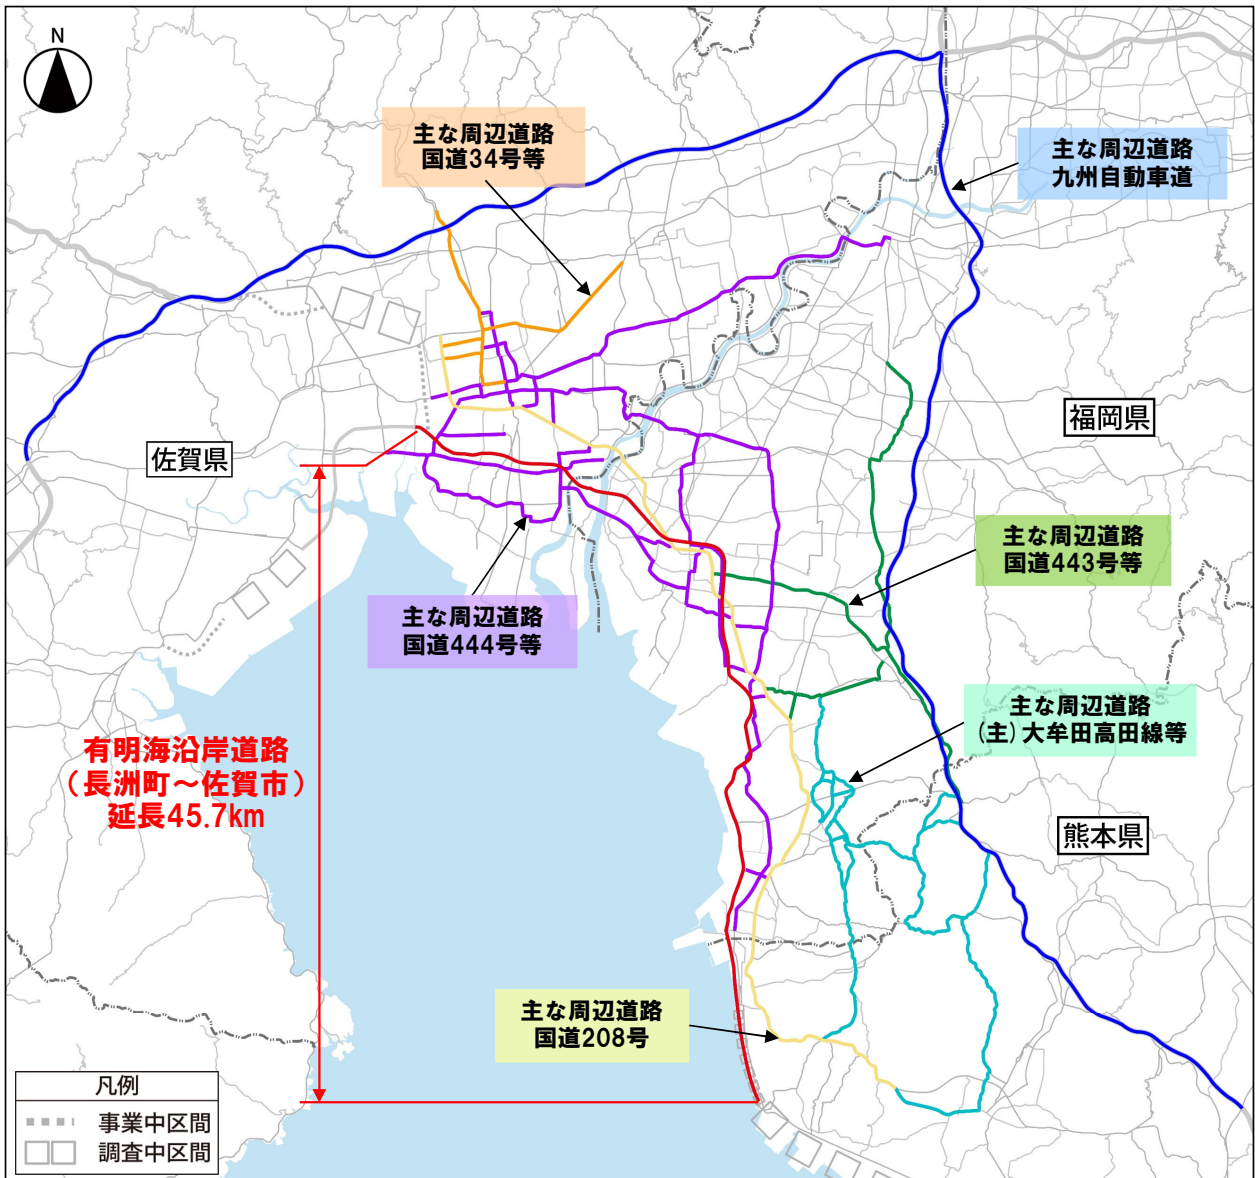 N
主な周辺道路
国道34号等
主な周辺道路
九州自動車道
福岡県
佐賀県
主な周辺道路
国道443号等
主な周辺道路
国道444号等
主な周辺道路
(主)大牟田高田線等
有明海沿岸道路
（長洲町～佐賀市）
延長45.7km
熊本県
主な周辺道路
国道208号
凡例
事業中区間
調査中区間